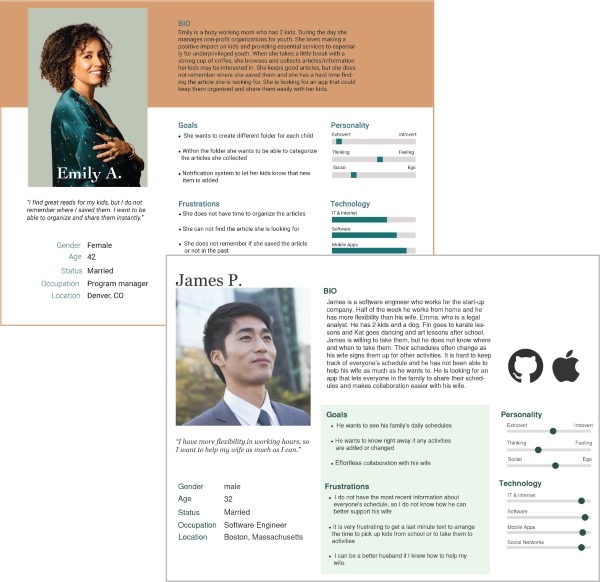 BIO
Emily is a busy working mom who has 2 kids. During the day she
manages non-profit organizations for youth. She loves making a
positive impact on kids and providing essential services to especial-
ly for underprivileged youth. When she takes a little break with a
strong cup of coffee, she browses and collects articles/information
her kids may be interested in. She keeps good articles, but she does
not remember where she saved them and she has a hard time find-
ing the article she is looking for. She is looking for an app that could
keep them organized and share them easily with her kids.
Emily A.
"I find great reads for my kids, but I do not
remember where I saved them. I want to be
able to organize and share them instantly."
Gender Female
Age 42
Status Married
Occupation Program manager
Location Denver, CO
Goals
• She wants to create different folder for each child
• Within the folder she wants to be able to categorize
the articles she collected
• Notification system to let her kids know that new
item is added
Frustrations
• She does not have time to organize the articles
• She can not find the article she is looking for
• She does not remember if she saved the article
or not in the past
Personality
Extrovert Introvert
Thinking Feeling
Social Ego
Technology
IT & Internet
Software
Mobile Apps
James P.
"I have more flexibility in working hours, so
I want to help my wife as much as I can."
Gender male
Age 32
Status Married
Occupation Software Engineer
Location Boston, Massachusetts
BIO
James is a software engineer who works for the start-up
company. Half of the week he works from home and he
has more flexibility than his wife, Emma, who is a legal
analyst. He has 2 kids and a dog. Fin goes to karate les-
sons and Kat goes dancing and art lessons after school.
James is willing to take them, but he does not know where
and when to take them. Their schedules often change as
his wife signs them up for other activities. It is hard to keep
track of everyone's schedule and he has not been able to
help his wife as much as he wants to. He is looking for an
app that lets everyone in the family to share their sched-
ules and makes collaboration easier with his wife.
Goals
• He wants to see his family's daily schedules
• He wants to know right away if any activities
are added or changed
• Effortless collaboration with his wife
Frustrations
• I do not have the most recent information about
everyone's schedule, so I do not know how he can
better support his wife
• It is very frustrating to get a last minute text to arrange
the time to pick up kids from school or to take them to
activities
• I can be a better husband if I knew how to help my
wife.
Personality
Extrovert Introvert
Thinking Feeling
Social Ego
Technology
IT & Internet
Software
Mobile Apps
Social Networks